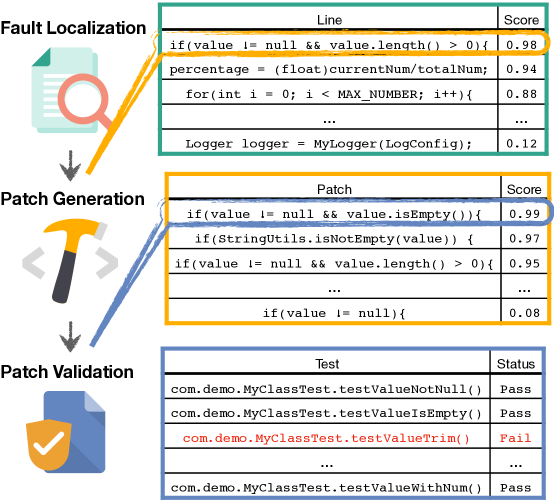 Fault Localization
Line Score
if(value != null && value.length() > 0){ 0.98
percentage = (float)currentNum/totalNum; 0.94
for(int i = 0; i < MAX_NUMBER; i++){ 0.88
... ...
Logger logger = MyLogger(LogConfig); 0.12
Patch Generation
Patch Score
if(value != null && value.isEmpty()){ 0.99
if(StringUtils.isNotEmpty(value)) { 0.97
if(value != null && value.length() > 0){ 0.95
... ...
if(value != null){ 0.08
Patch Validation
Test Status
com.demo.MyClassTest.testValueNotNull() Pass
com.demo.MyClassTest.testValueIsEmpty() Pass
com.demo.MyClassTest.testValueTrim() Fail
... ...
com.demo.MyClassTest.testValueWithNum() Pass